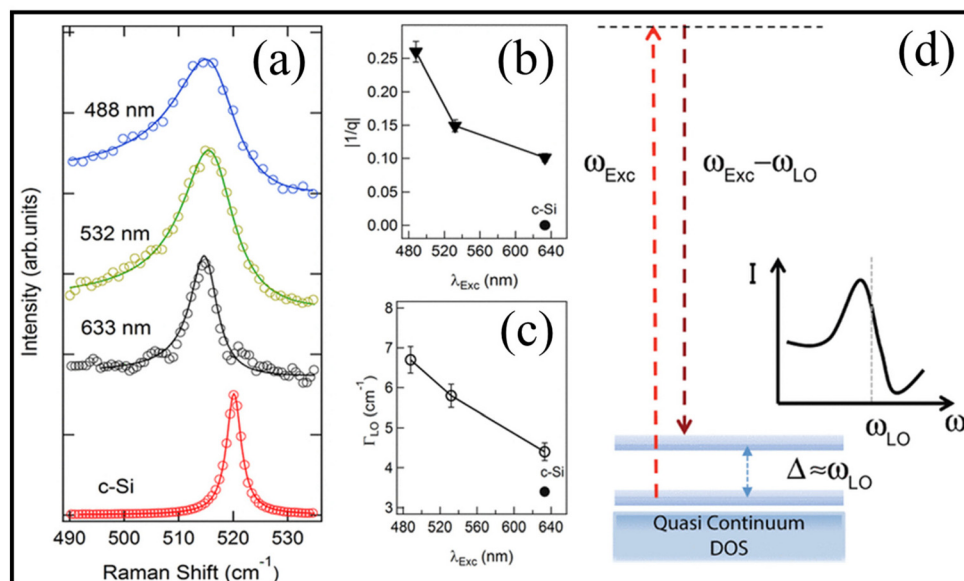 (a)
488 nm
532 nm
633 nm
c-Si
Intensity (arb.units)
490 500 510 520 530
Raman Shift (cm⁻¹)
(b)
|1/q|
0.25
0.20
0.15
0.10
0.05
0.00
c-Si
480 520 560 600 640
λExc (nm)
(c)
ΓLO (cm⁻¹)
8
7
6
5
4
3
c-Si
480 520 560 600 640
λExc (nm)
(d)
ωExc
ωExc−ωLO
I
ωLO
ω
Δ≈ωLO
Quasi Continuum
DOS